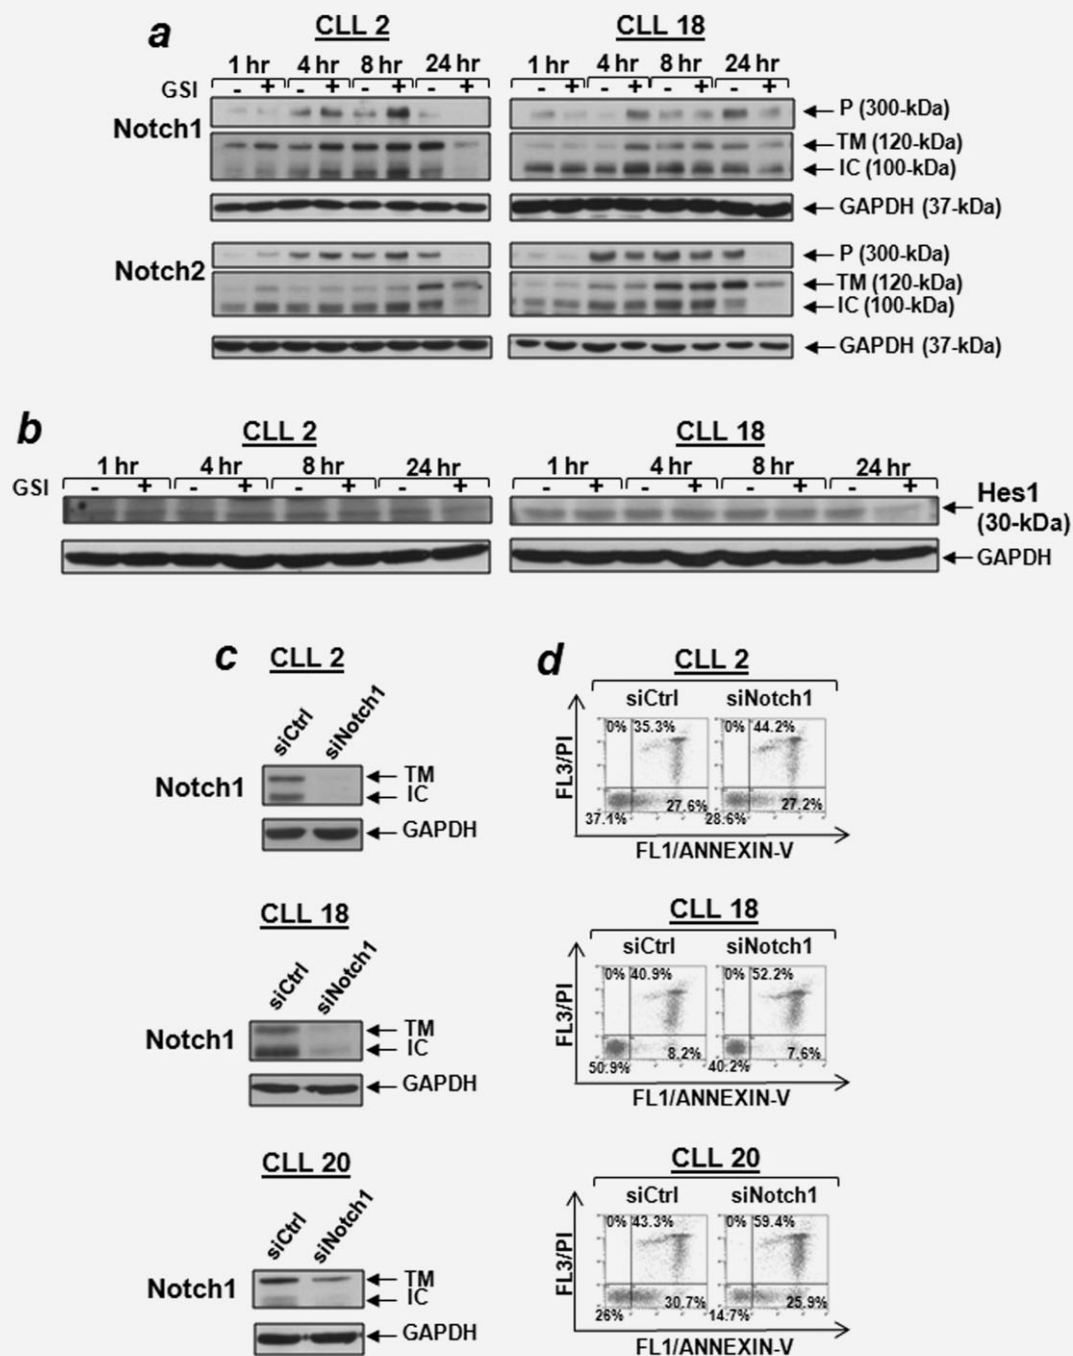 a
CLL 2 CLL 18
1 hr 4 hr 8 hr 24 hr 1 hr 4 hr 8 hr 24 hr
GSI - + - + - + - + - + - + - + - +
Notch1
P (300-kDa)
TM (120-kDa)
IC (100-kDa)
GAPDH (37-kDa)
Notch2
P (300-kDa)
TM (120-kDa)
IC (100-kDa)
GAPDH (37-kDa)
b
CLL 2 CLL 18
1 hr 4 hr 8 hr 24 hr 1 hr 4 hr 8 hr 24 hr
GSI - + - + - + - + - + - + - + - +
Hes1
(30-kDa)
GAPDH
c
CLL 2
siCtrl siNotch1
Notch1
TM
IC
GAPDH
CLL 18
siCtrl siNotch1
Notch1
TM
IC
GAPDH
CLL 20
siCtrl siNotch1
Notch1
TM
IC
GAPDH
d
CLL 2
siCtrl siNotch1
0% 35.3% 0% 44.2%
FL3/PI
27.6% 27.2%
37.1% 28.6%
FL1/ANNEXIN-V
CLL 18
siCtrl siNotch1
0% 40.9% 0% 52.2%
FL3/PI
8.2% 7.6%
50.9% 40.2%
FL1/ANNEXIN-V
CLL 20
siCtrl siNotch1
0% 43.3% 0% 59.4%
FL3/PI
30.7% 25.9%
26% 14.7%
FL1/ANNEXIN-V